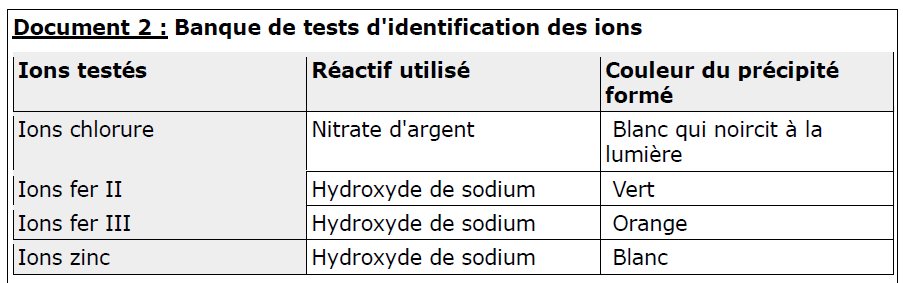 Document 2 : Banque de tests d'identification des ions
Ions testés Réactif utilisé Couleur du précipité
formé
Ions chlorure Nitrate d'argent Blanc qui noircit à la
lumière
Ions fer II Hydroxyde de sodium Vert
Ions fer III Hydroxyde de sodium Orange
Ions zinc Hydroxyde de sodium Blanc